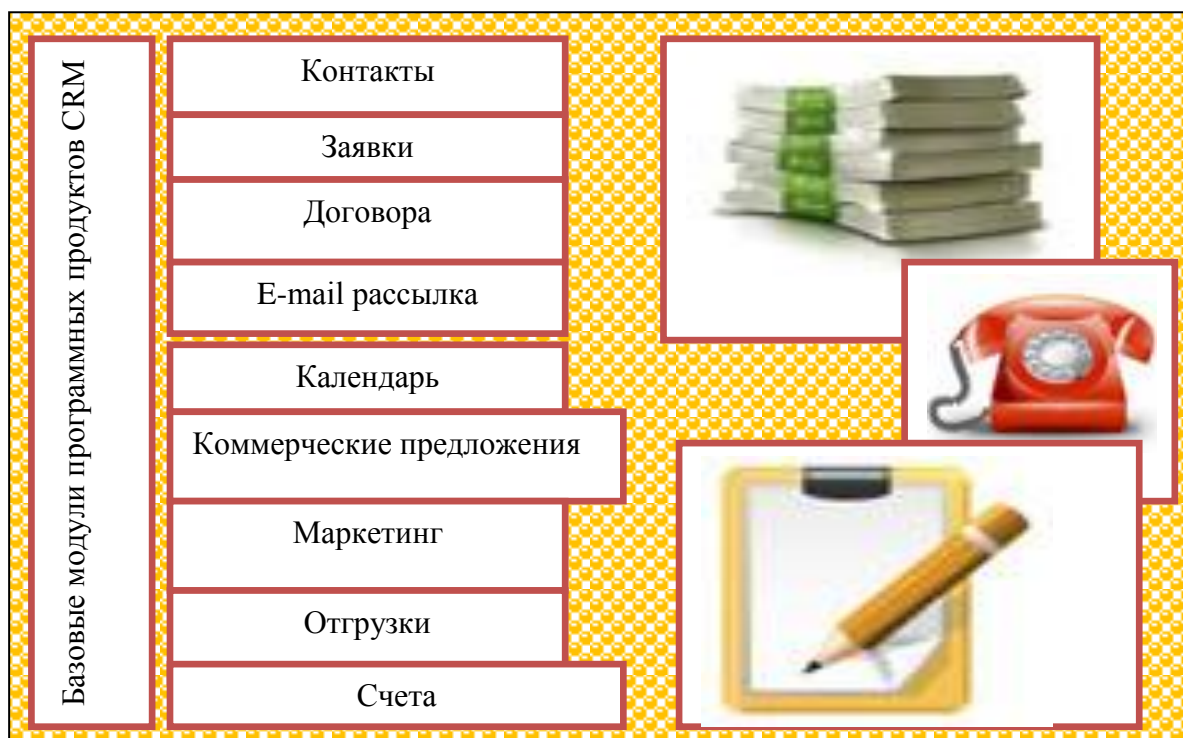 Базовые модули программных продуктов CRM
Контакты
Заявки
Договора
E-mail рассылка
Календарь
Коммерческие предложения
Маркетинг
Отгрузки
Счета